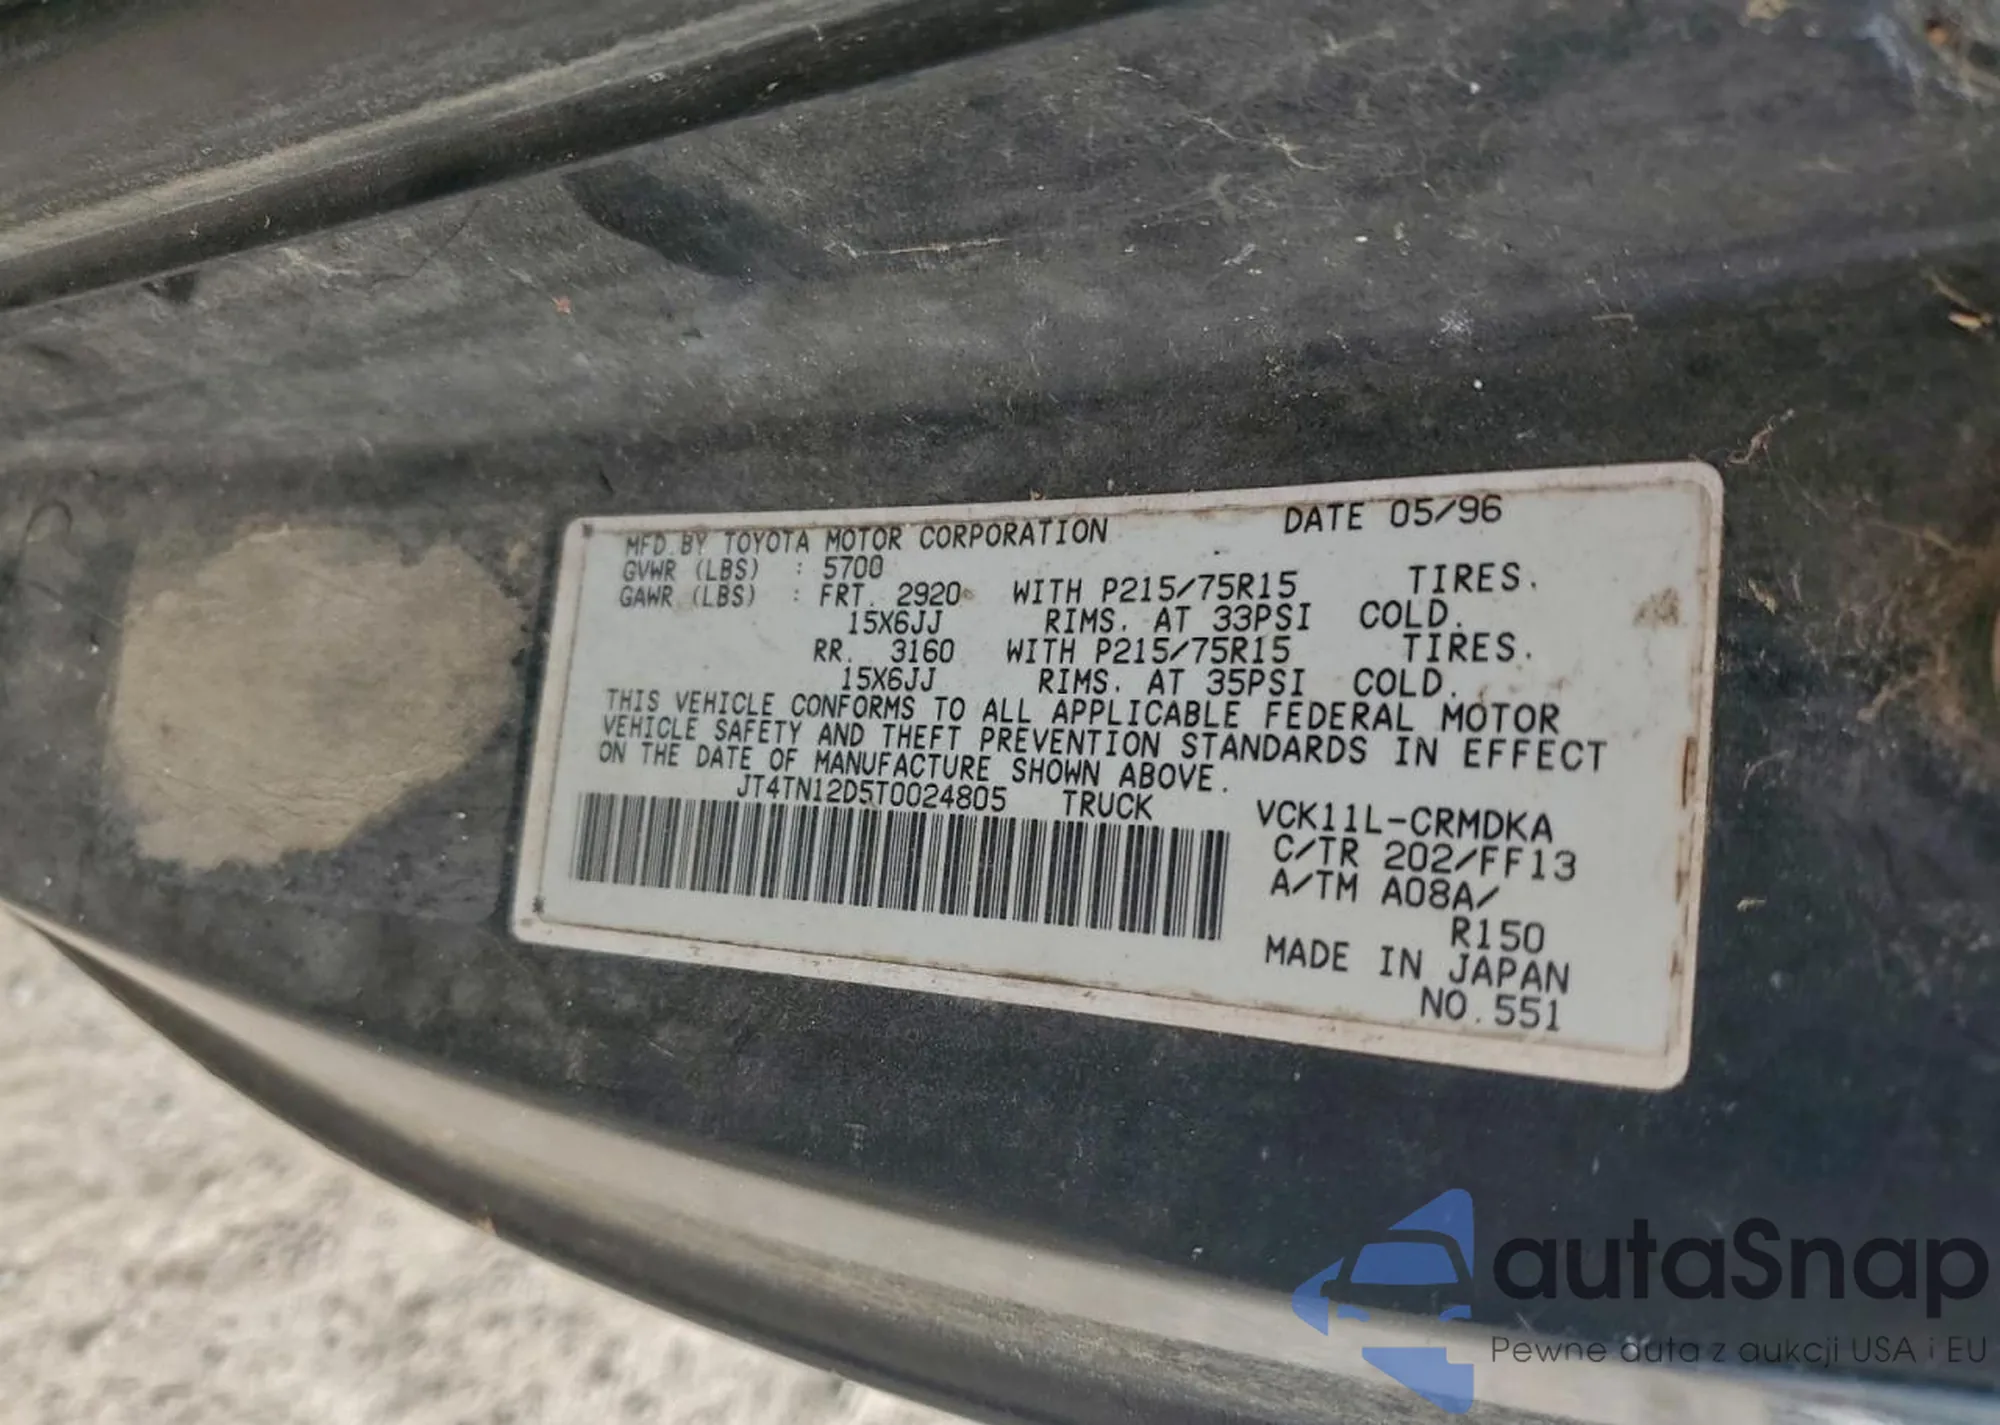 MFD.BY TOYOTA MOTOR CORPORATION DATE 05/96
GVWR (LBS) : 5700
GAWR (LBS) : FRT. 2920 WITH P215/75R15 TIRES.
15X6JJ RIMS. AT 33PSI COLD.
RR. 3160 WITH P215/75R15 TIRES.
15X6JJ RIMS. AT 35PSI COLD.
THIS VEHICLE CONFORMS TO ALL APPLICABLE FEDERAL MOTOR
VEHICLE SAFETY AND THEFT PREVENTION STANDARDS IN EFFECT
ON THE DATE OF MANUFACTURE SHOWN ABOVE.
JT4TN12D5T0024805 TRUCK
VCK11L-CRMDKA
C/TR 202/FF13
A/TM A08A/
R150
MADE IN JAPAN
NO.551
autaSnap
Pewne auta z aukcji USA i EU